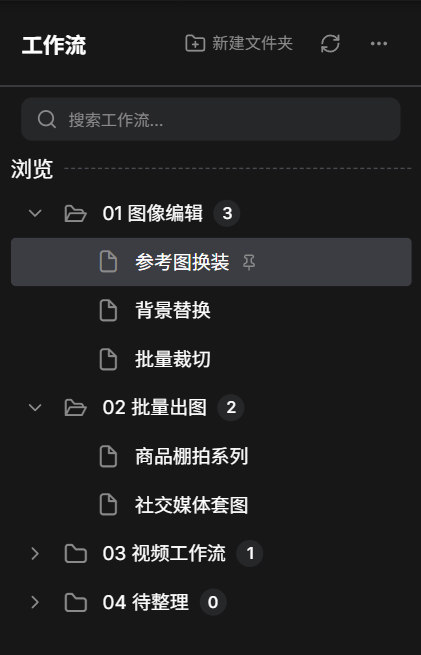 工作流 新建文件夹
搜索工作流...
浏览
01 图像编辑 3
参考图换装
背景替换
批量裁切
02 批量出图 2
商品棚拍系列
社交媒体套图
03 视频工作流 1
04 待整理 0